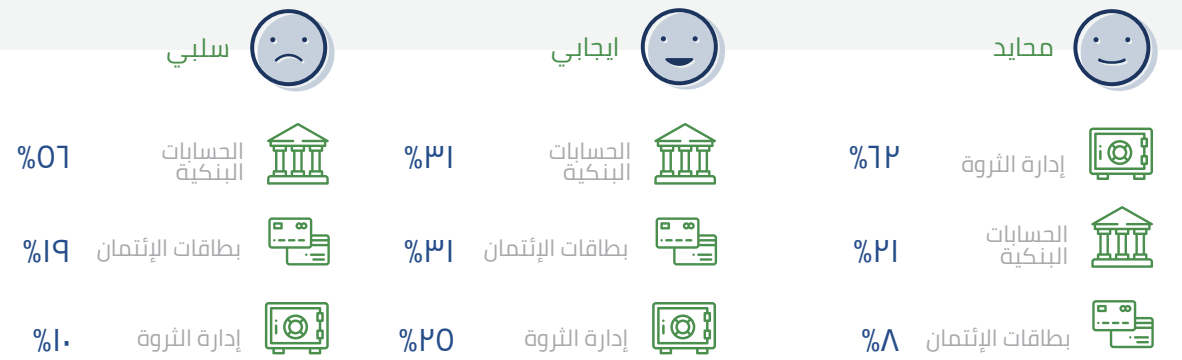 محايد
إدارة الثروة
٦٢%
الحسابات
البنكية
٢١%
بطاقات الإئتمان
٨%
ايجابي
الحسابات
البنكية
٣١%
بطاقات الإئتمان
٣١%
إدارة الثروة
٢٥%
سلبي
الحسابات
البنكية
٥٦%
بطاقات الإئتمان
١٩%
إدارة الثروة
١٠%